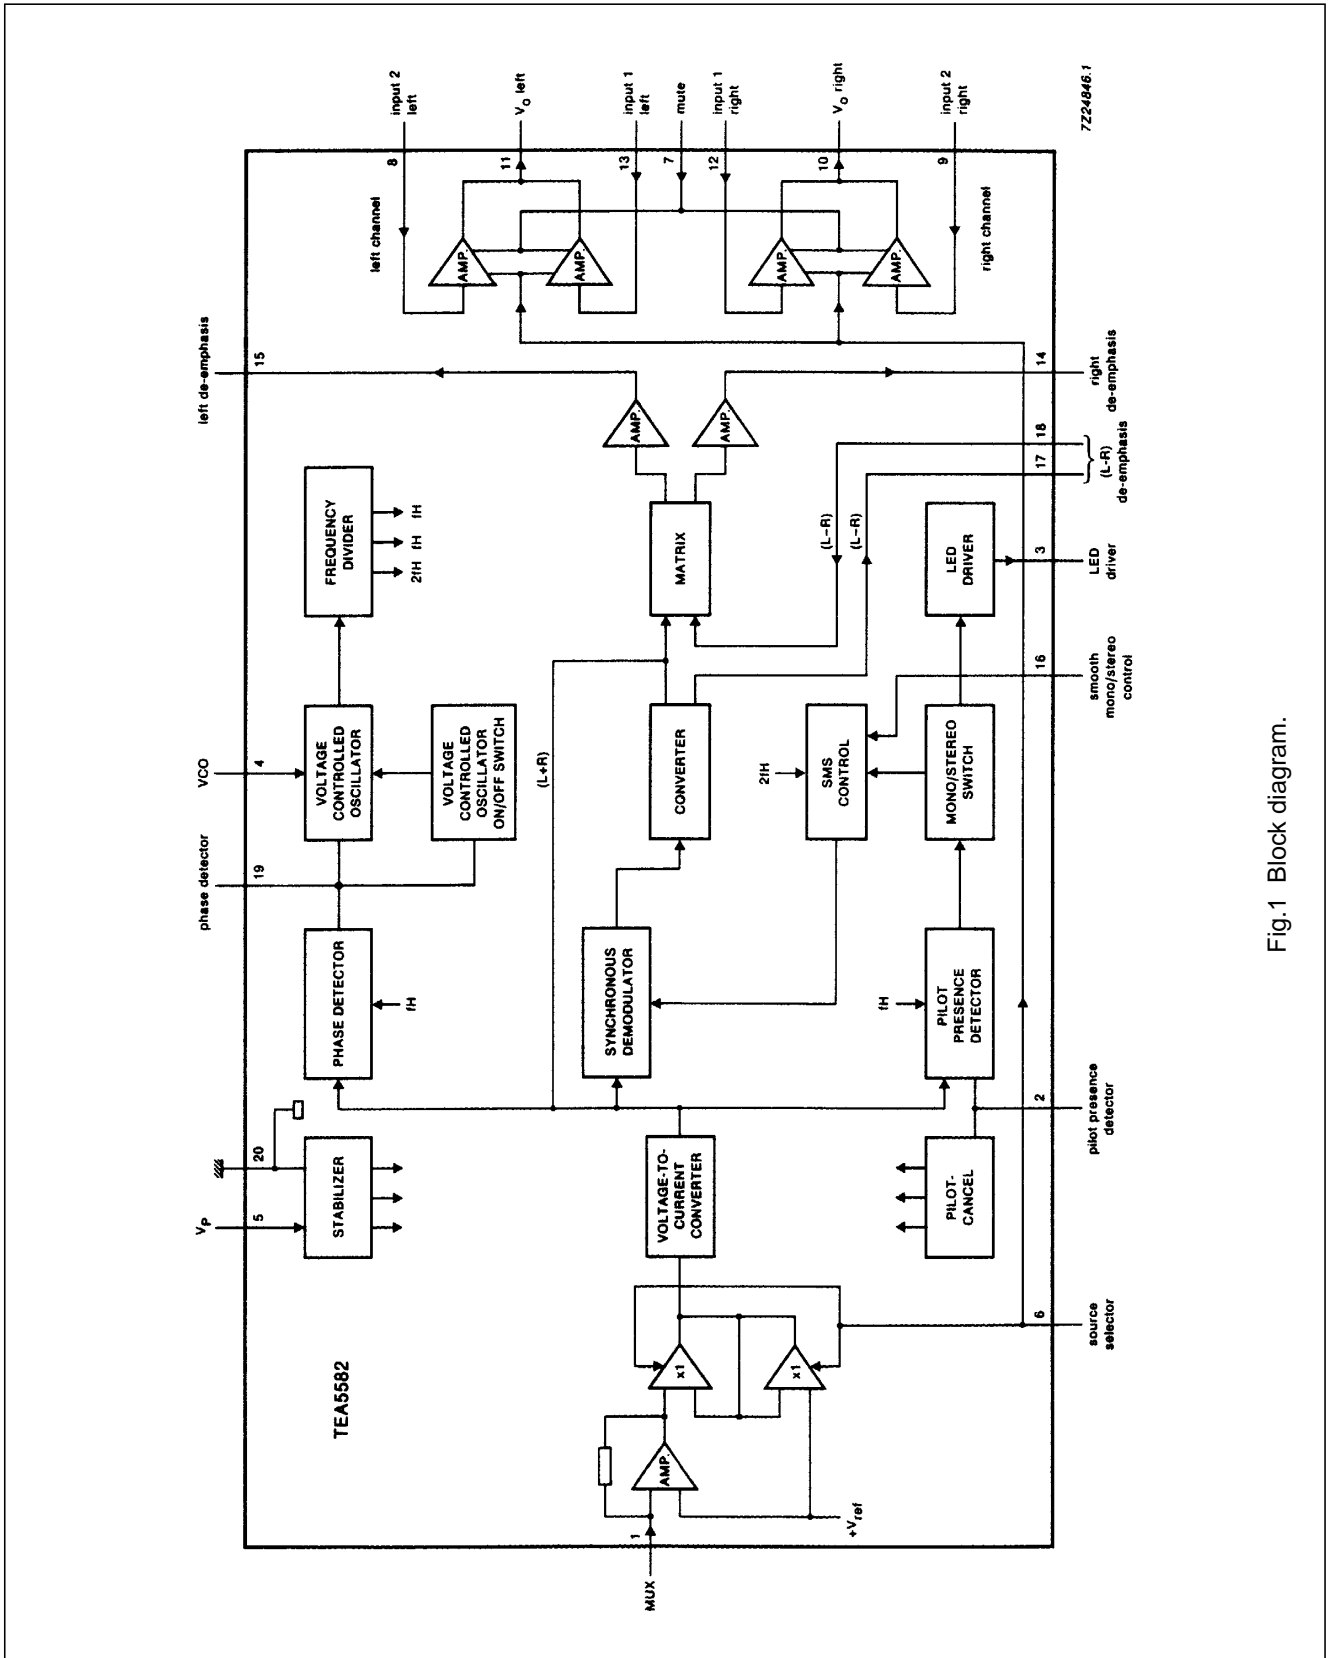 V_P
5
20
phase detector
19
VCO
4
left de-emphasis
15
input 2
left
8
V_O left
11
input 1
left
13
mute
7
input 1
right
12
V_O right
10
input 2
right
9
7Z24846.1
TEA5582
STABILIZER
PHASE DETECTOR
fH
VOLTAGE
CONTROLLED
OSCILLATOR
VOLTAGE
CONTROLLED
OSCILLATOR
ON/OFF SWITCH
FREQUENCY
DIVIDER
2fH
fH
fH
left channel
AMP.
AMP.
AMP.
AMP.
right channel
MUX
1
AMP.
x1
x1
+V_ref
VOLTAGE-TO-
CURRENT
CONVERTER
SYNCHRONOUS
DEMODULATOR
(L+R)
CONVERTER
MATRIX
AMP.
AMP.
(L-R)
(L-R)
2fH
SMS
CONTROL
PILOT-
CANCEL
fH
PILOT
PRESENCE
DETECTOR
MONO/STEREO
SWITCH
LED
DRIVER
6
source
selector
2
pilot presence
detector
16
smooth
mono/stereo
control
3
LED
driver
17
18
(L-R)
de-emphasis
14
right
de-emphasis
Fig.1 Block diagram.